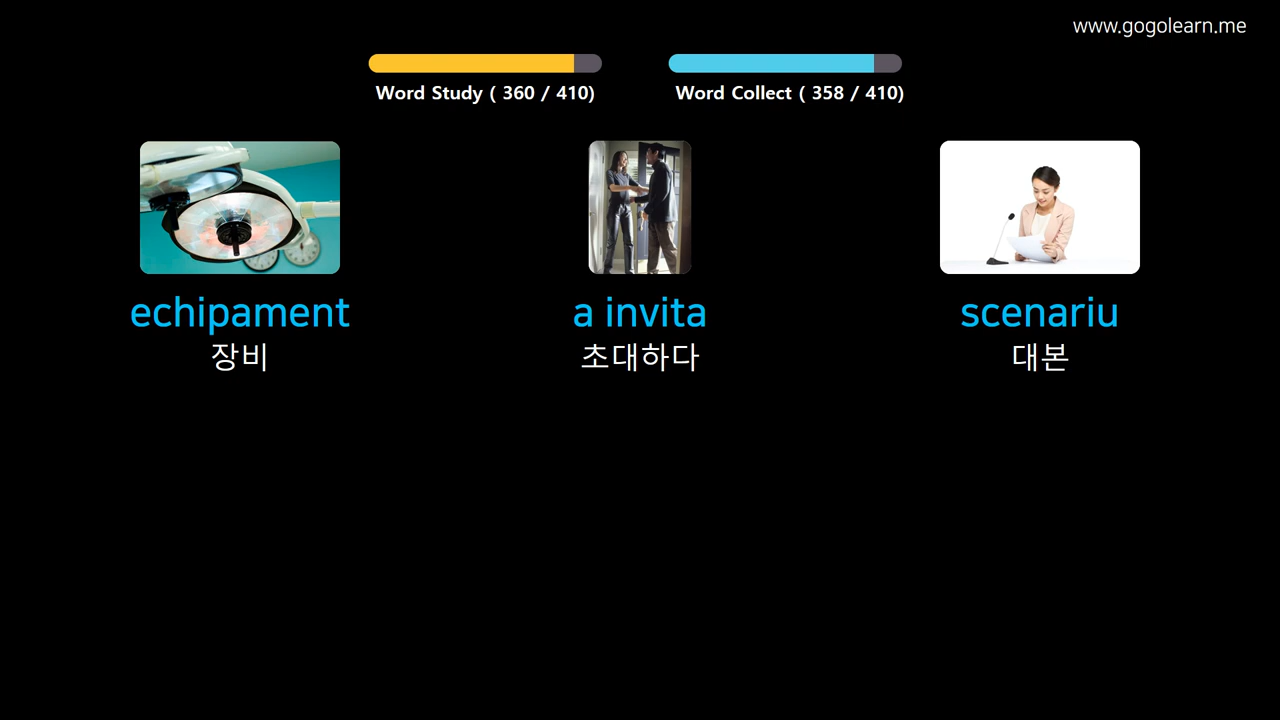 www.gogolearn.me
Word Study ( 360 / 410)
Word Collect ( 358 / 410)
echipament
a invita
scenariu
장비
초대하다
대본